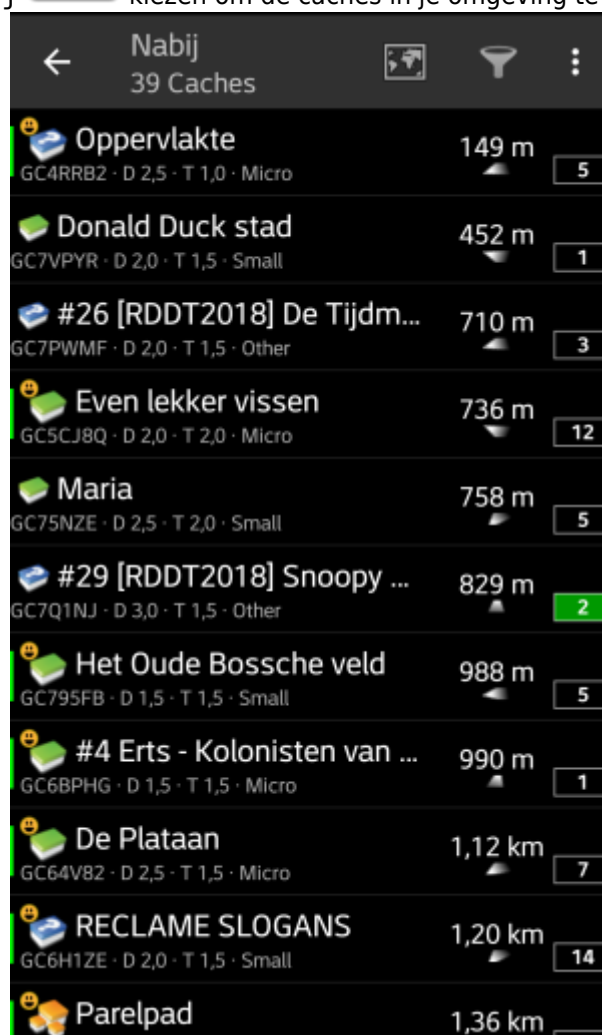 j kiezen om de caches in je omgeving te
Nabij
39 Caches
Oppervlakte
149 m
GC4RRB2 · D 2,5 · T 1,0 · Micro
5
Donald Duck stad
452 m
GC7VPYR · D 2,0 · T 1,5 · Small
1
#26 [RDDT2018] De Tijdm...
710 m
GC7PWMF · D 2,0 · T 1,5 · Other
3
Even lekker vissen
736 m
GC5CJ8Q · D 2,0 · T 2,0 · Micro
12
Maria
758 m
GC75NZE · D 2,5 · T 2,0 · Small
5
#29 [RDDT2018] Snoopy ...
829 m
GC7Q1NJ · D 3,0 · T 1,5 · Other
2
Het Oude Bossche veld
988 m
GC795FB · D 1,5 · T 1,5 · Small
5
#4 Erts - Kolonisten van ...
990 m
GC6BPHG · D 1,5 · T 1,5 · Micro
1
De Plataan
1,12 km
GC64V82 · D 2,5 · T 1,5 · Micro
7
RECLAME SLOGANS
1,20 km
GC6H1ZE · D 2,0 · T 1,5 · Small
14
Parelpad
1,36 km